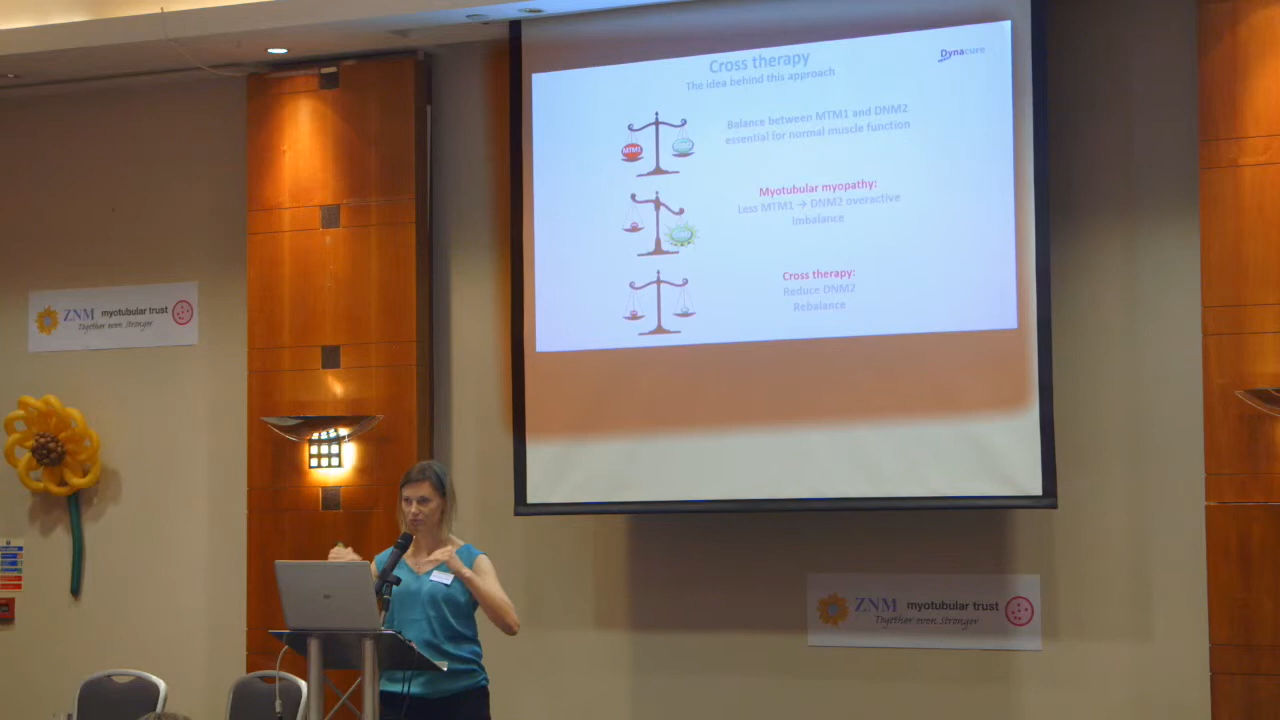 Cross therapy
The idea behind this approach
Dynacure
Balance between MTM1 and DNM2
essential for normal muscle function
MTM1
Myotubular myopathy:
Less MTM1 → DNM2 overactive
Imbalance
Cross therapy:
Reduce DNM2
Rebalance
ZNM myotubular trust
Together even Stronger
ZNM myotubular trust
Together even Stronger